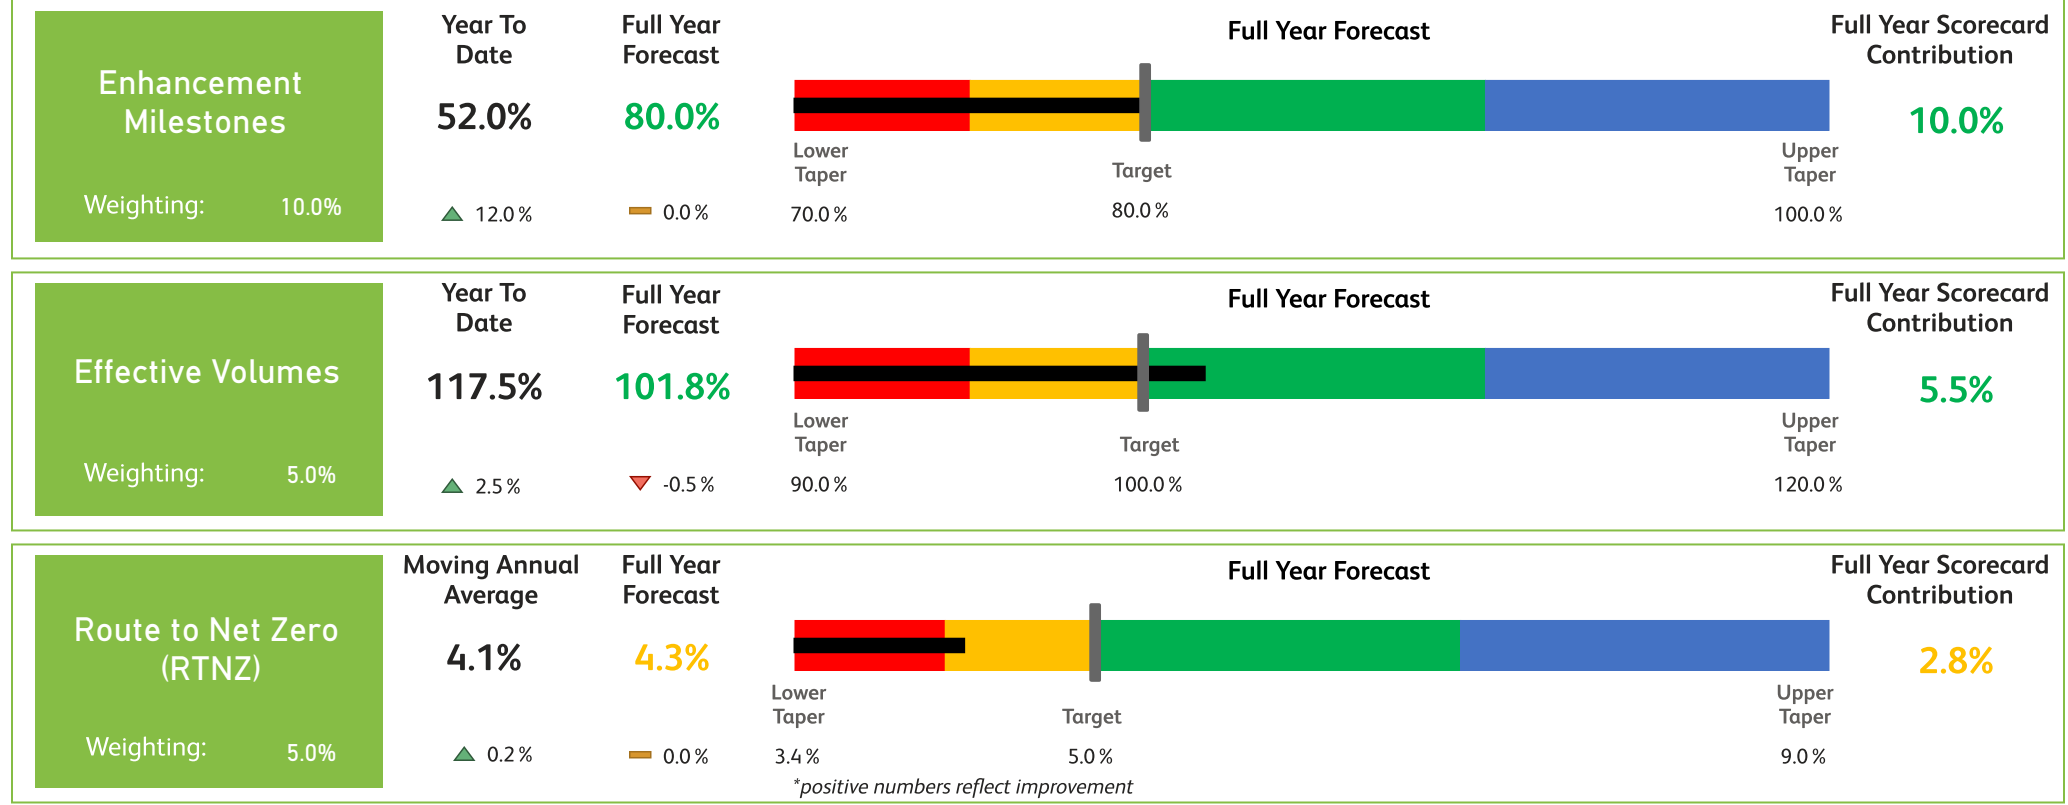 Enhancement
Milestones
Weighting: 10.0%
Year To
Date
52.0%
12.0 %
Full Year
Forecast
80.0%
0.0 %
Full Year Forecast
Lower
Taper
70.0 %
Target
80.0 %
Upper
Taper
100.0 %
Full Year Scorecard
Contribution
10.0%
Effective Volumes
Weighting: 5.0%
Year To
Date
117.5%
2.5 %
Full Year
Forecast
101.8%
-0.5 %
Full Year Forecast
Lower
Taper
90.0 %
Target
100.0 %
Upper
Taper
120.0 %
Full Year Scorecard
Contribution
5.5%
Route to Net Zero
(RTNZ)
Weighting: 5.0%
Moving Annual
Average
4.1%
0.2 %
Full Year
Forecast
4.3%
0.0 %
Full Year Forecast
Lower
Taper
3.4 %
Target
5.0 %
Upper
Taper
9.0 %
*positive numbers reflect improvement
Full Year Scorecard
Contribution
2.8%